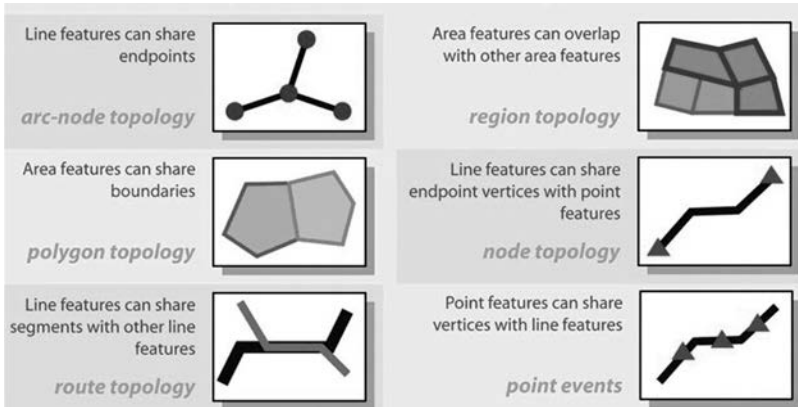 Line features can share
endpoints
arc-node topology
Area features can share
boundaries
polygon topology
Line features can share
segments with other line
features
route topology
Area features can overlap
with other area features
region topology
Line features can share
endpoint vertices with point
features
node topology
Point features can share
vertices with line features
point events